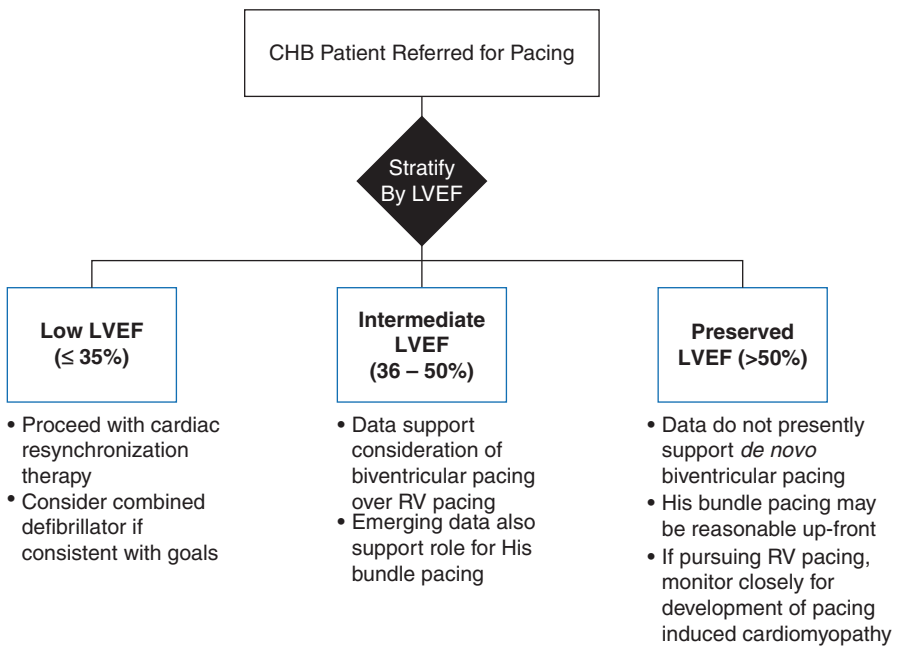 CHB Patient Referred for Pacing
Stratify
By LVEF
Low LVEF
(≤ 35%)
• Proceed with cardiac
resynchronization
therapy
• Consider combined
defibrillator if
consistent with goals
Intermediate
LVEF
(36 – 50%)
• Data support
consideration of
biventricular pacing
over RV pacing
• Emerging data also
support role for His
bundle pacing
Preserved
LVEF (>50%)
• Data do not presently
support de novo
biventricular pacing
• His bundle pacing may
be reasonable up-front
• If pursuing RV pacing,
monitor closely for
development of pacing
induced cardiomyopathy